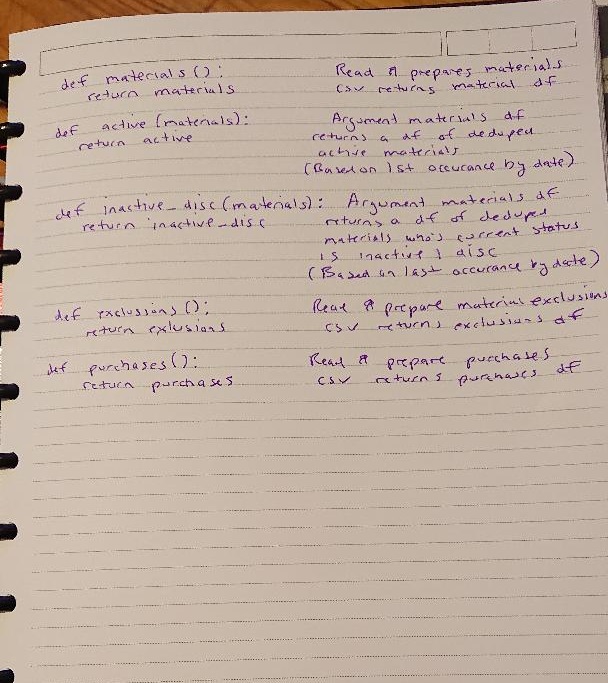 def materials():
return materials
Read & prepares materials
csv returns material df
def active (materials):
return active
Argument materials df
returns a df of deduped
active materials
(Based on 1st occurance by date)
def inactive_disc (materials):
return inactive_disc
Argument materials df
returns a df of deduped
materials who's current status
is inactive & disc
(Based on last occurance by date)
def exclussions():
return exlusions
Read & prepare material exclusions
csv returns exclusions df
def purchases():
return purchases
Read & prepare purchases
csv returns purchases df